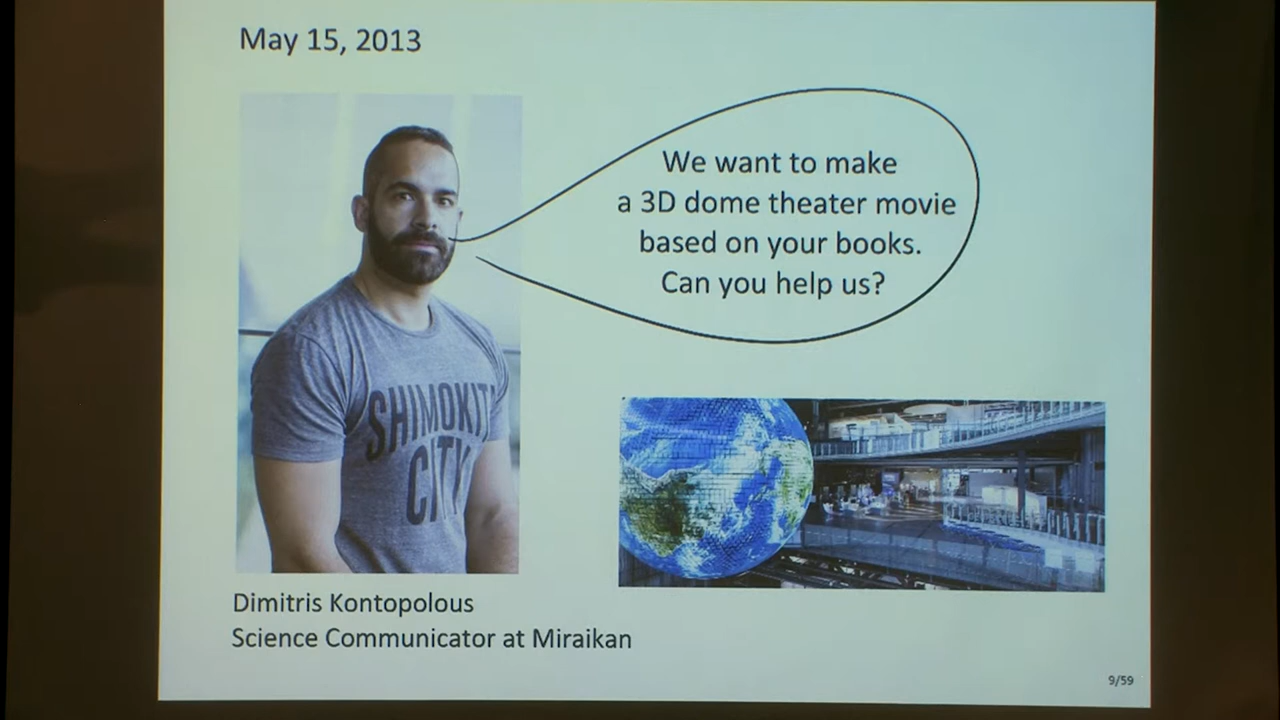 May 15, 2013
We want to make
a 3D dome theater movie
based on your books.
Can you help us?
SHIMOKIT
CITY
Dimitris Kontopolous
Science Communicator at Miraikan
9/59